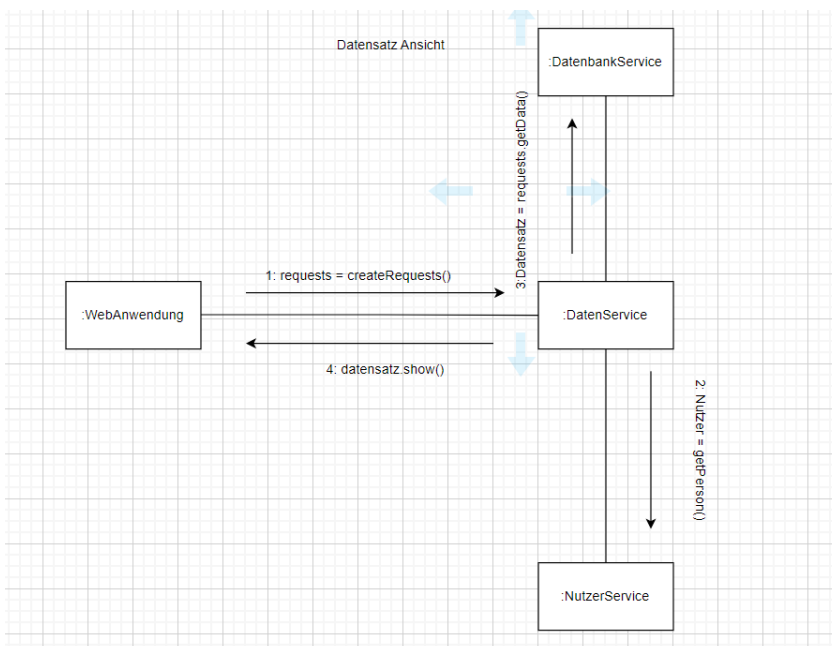 Datensatz Ansicht
:DatenbankService
3:Datensatz = requests.getData()
1: requests = createRequests()
:WebAnwendung
:DatenService
4: datensatz.show()
2: Nutzer = getPerson()
:NutzerService